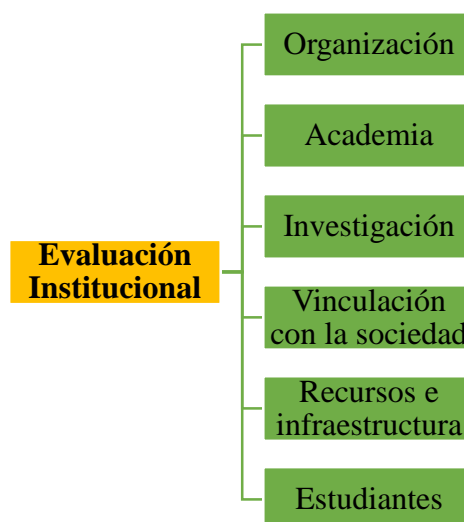 Organización
Academia
Investigación
Evaluación
Institucional
Vinculación
con la sociedad
Recursos e
infraestructura
Estudiantes